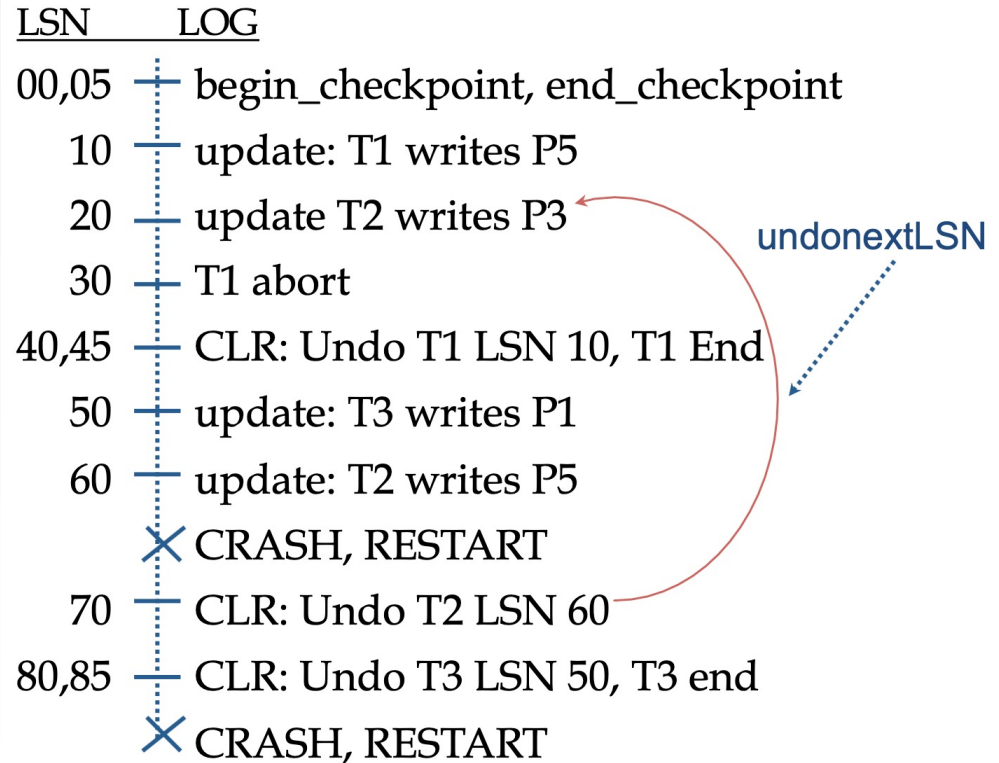 LSN LOG
00,05 begin_checkpoint, end_checkpoint
10 update: T1 writes P5
20 update T2 writes P3
undonextLSN
30 T1 abort
40,45 CLR: Undo T1 LSN 10, T1 End
50 update: T3 writes P1
60 update: T2 writes P5
CRASH, RESTART
70 CLR: Undo T2 LSN 60
80,85 CLR: Undo T3 LSN 50, T3 end
CRASH, RESTART